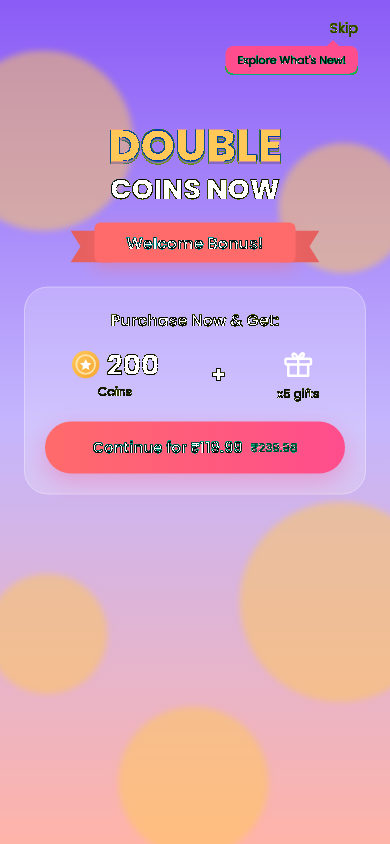 Skip
Explore What's New!
DOUBLE
COINS NOW
Welcome Bonus!
Purchase Now & Get:
200
+
Coins
x5 gifts
Continue for ₹119.99 ₹239.98